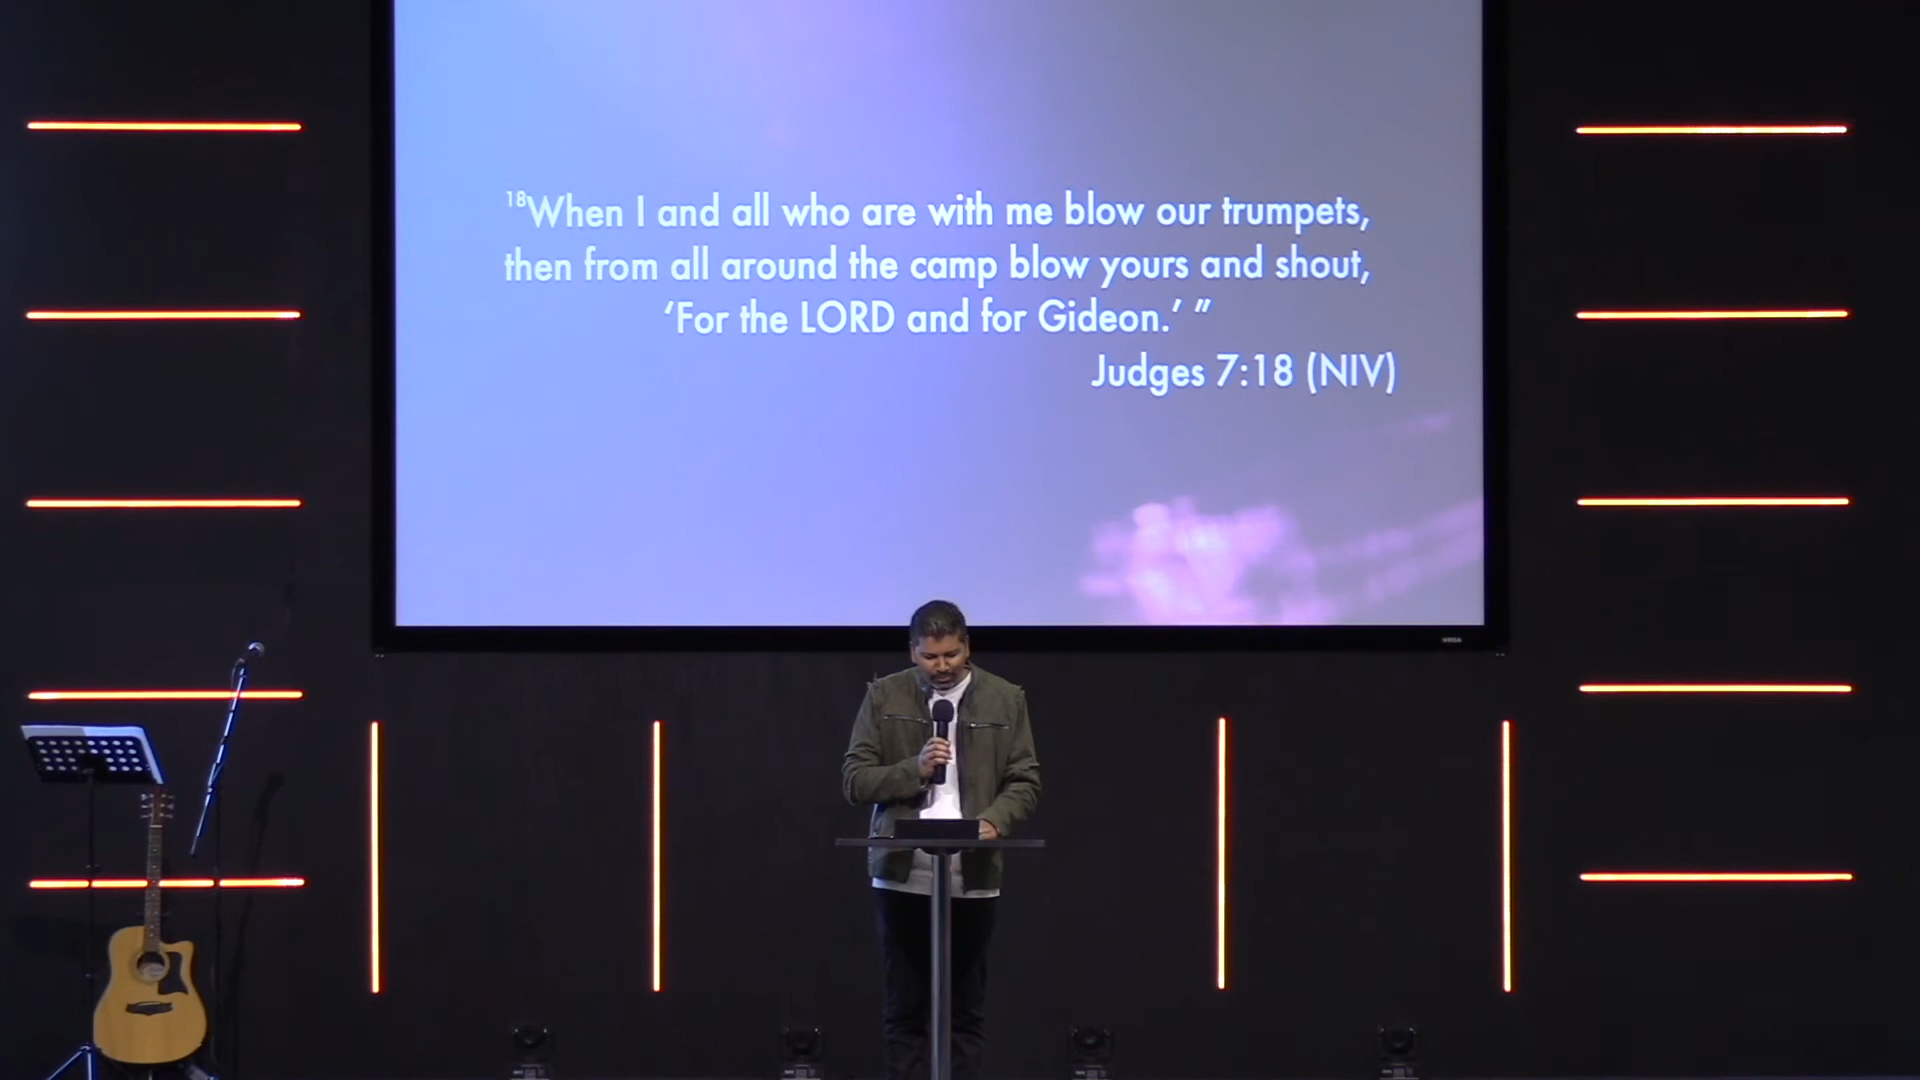 18When I and all who are with me blow our trumpets,
then from all around the camp blow yours and shout,
‘For the LORD and for Gideon.’ ”
Judges 7:18 (NIV)